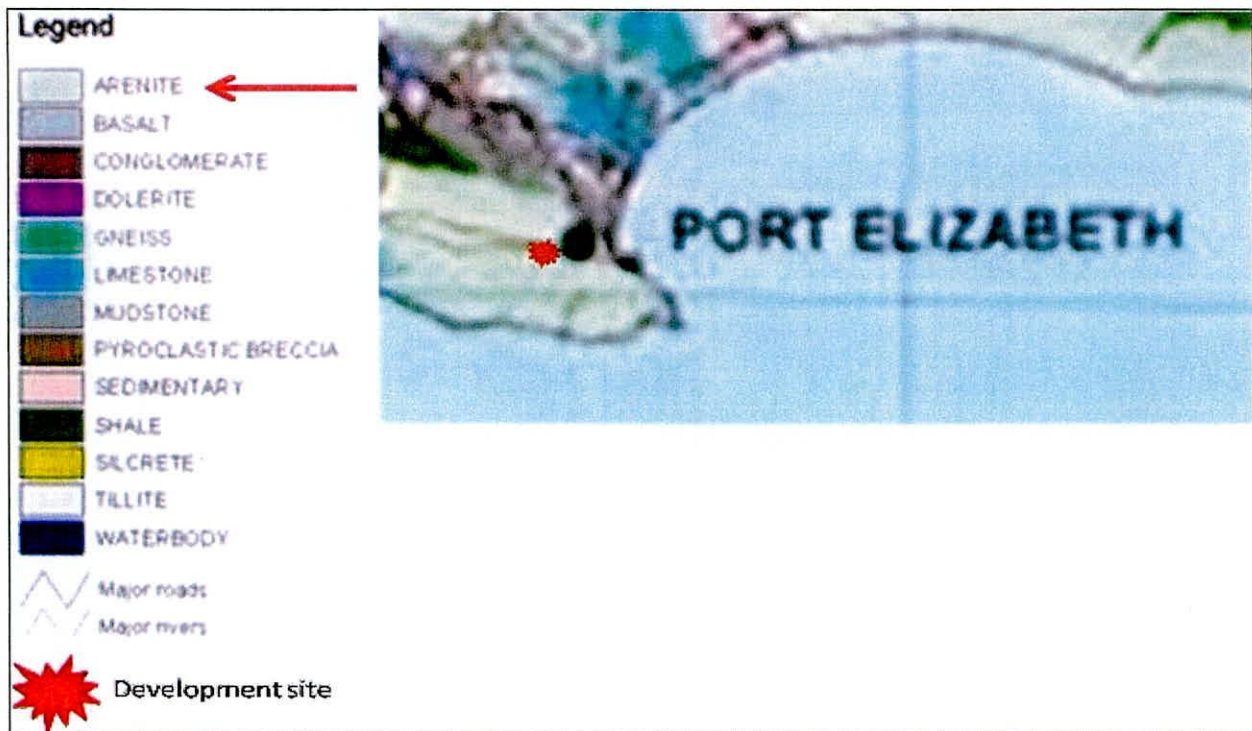 Legend
ARENITE
BASALT
CONGLOMERATE
DOLERITE
GNEISS
LIMESTONE
MUDSTONE
PYROCLASTIC BRECCIA
SEDIMENTARY
SHALE
SILCRETE
TILLITE
WATERBODY
Major roads
Major rivers
Development site
PORT ELIZABETH